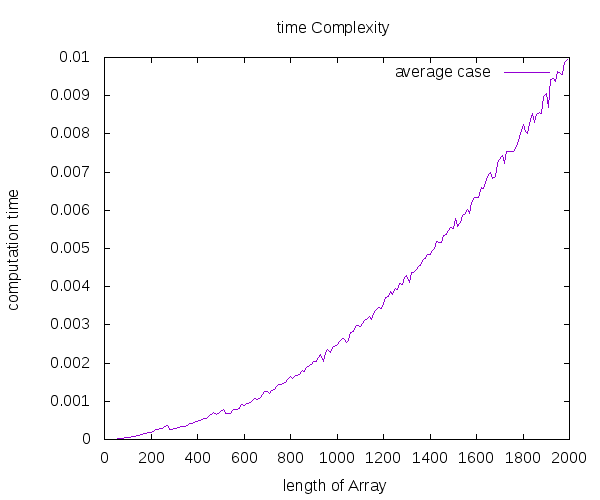 time Complexity
average case
0.01
0.009
0.008
0.007
0.006
0.005
0.004
0.003
0.002
0.001
0
computation time
0 200 400 600 800 1000 1200 1400 1600 1800 2000
length of Array